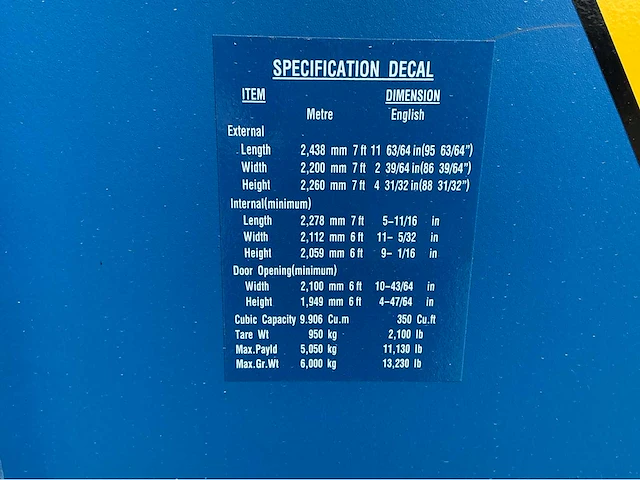 SPECIFICATION DECAL
ITEM DIMENSION
Metre English
External
Length 2,438 mm 7 ft 11 63/64 in(95 63/64")
Width 2,200 mm 7 ft 2 39/64 in(86 39/64")
Height 2,260 mm 7 ft 4 31/32 in(88 31/32")
Internal(minimum)
Length 2,278 mm 7 ft 5-11/16 in
Width 2,112 mm 6 ft 11- 5/32 in
Height 2,059 mm 6 ft 9- 1/16 in
Door Opening(minimum)
Width 2,100 mm 6 ft 10-43/64 in
Height 1,949 mm 6 ft 4-47/64 in
Cubic Capacity 9.906 Cu.m 350 Cu.ft
Tare Wt 950 kg 2,100 lb
Max.Payld 5,050 kg 11,130 lb
Max.Gr.Wt 6,000 kg 13,230 lb